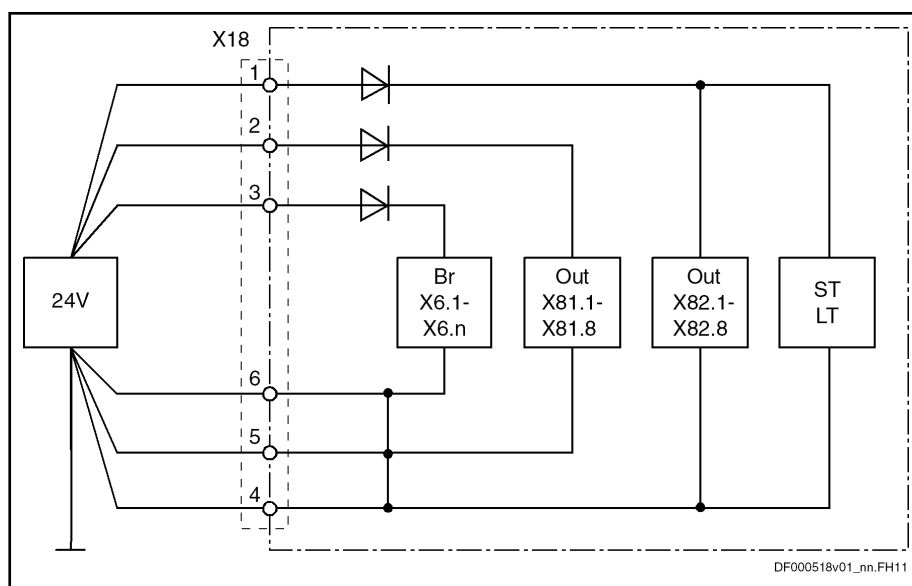 X18
1
2
3
24V
Br
X6.1-
X6.n
Out
X81.1-
X81.8
Out
X82.1-
X82.8
ST
LT
6
5
4
DF000518v01_nn.FH11